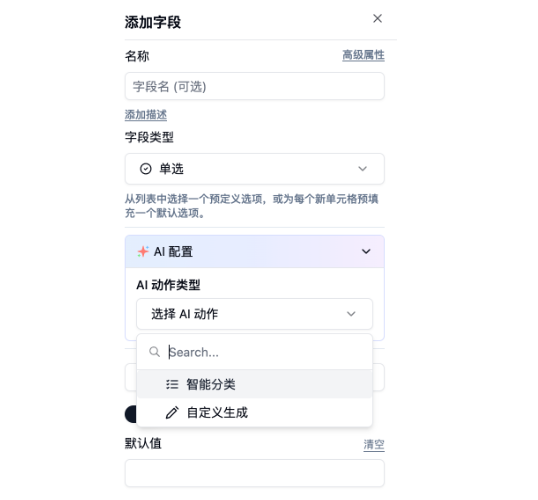 添加字段
名称
高级属性
字段名 (可选)
添加描述
字段类型
单选
从列表中选择一个预定义选项，或为每个新单元格预填
充一个默认选项。
AI 配置
AI 动作类型
选择 AI 动作
Search...
智能分类
自定义生成
默认值
清空